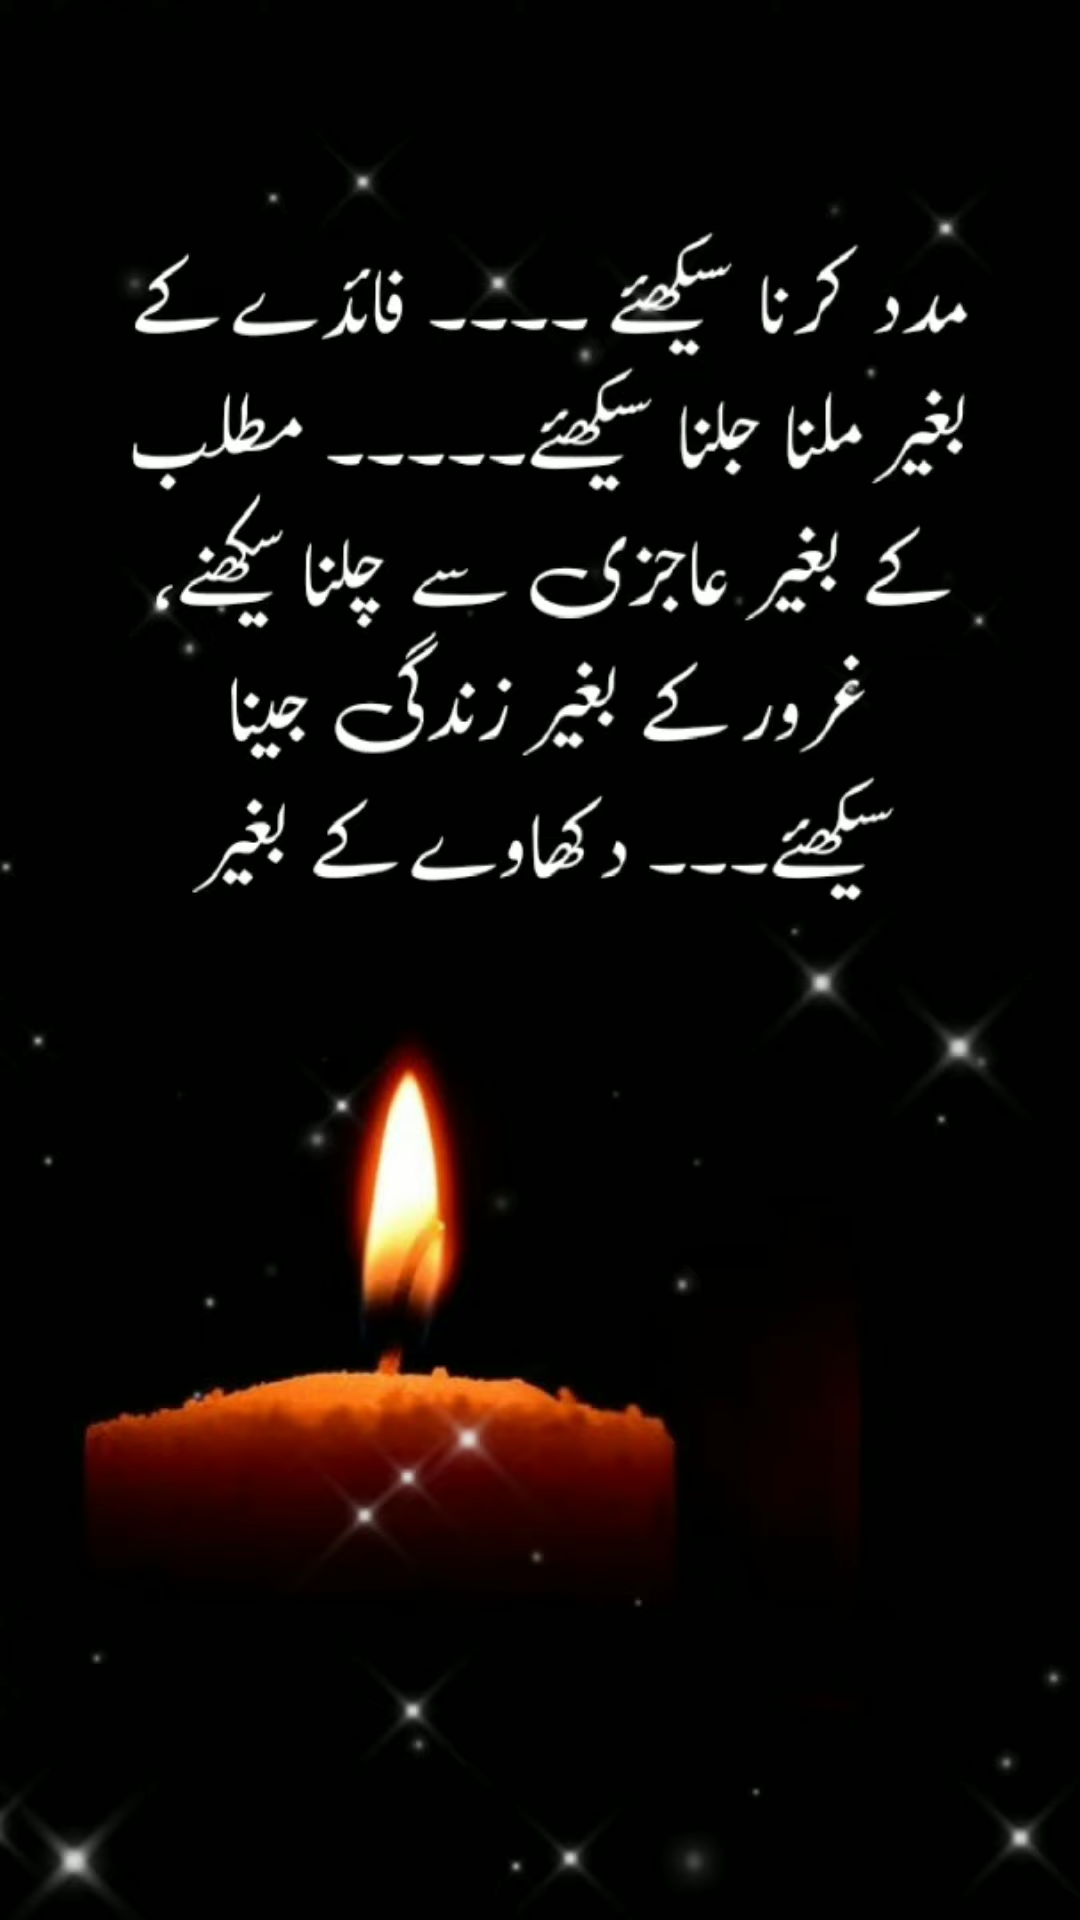 مدد کرنا سیکھئے ۔۔۔۔ فائدے کے
بغیر ملنا جلنا سیکھئے۔۔۔۔۔ مطلب
کے بغیر عاجزی سے چلنا سیکھنے،
غرور کے بغیر زندگی جینا
سیکھئے۔۔۔ دکھاوے کے بغیر